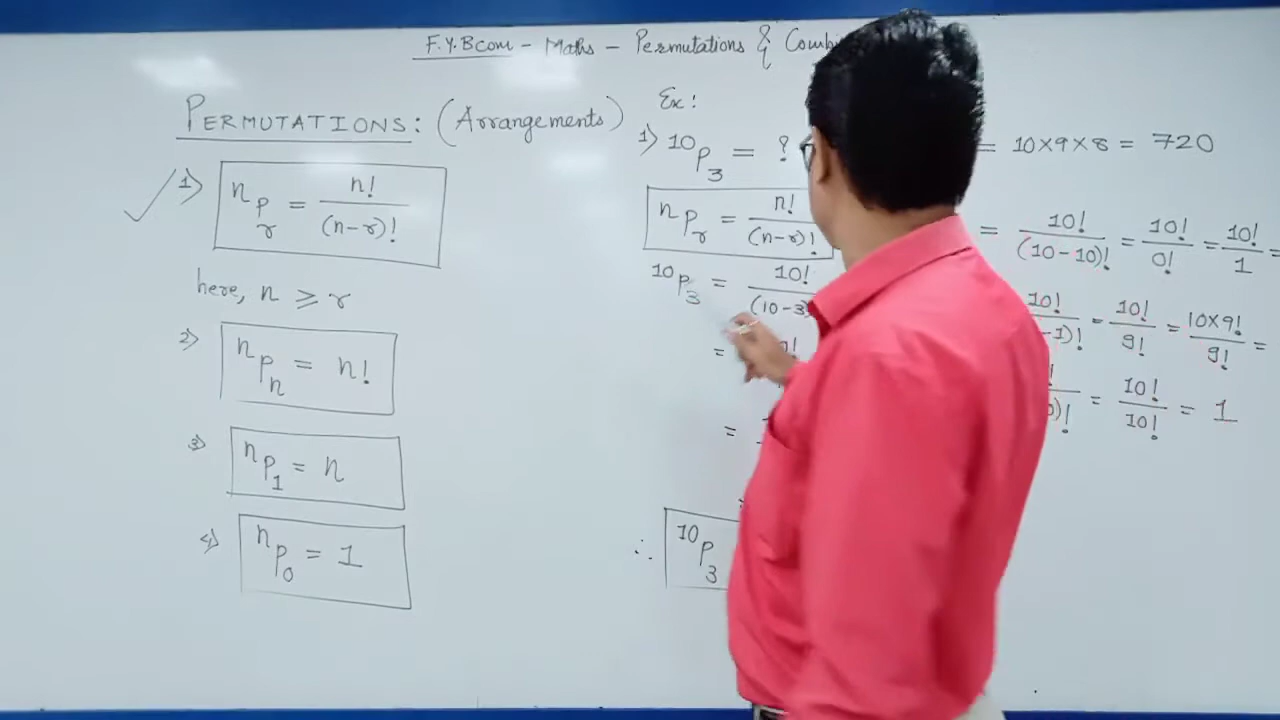 F.Y.BCom - Maths - Permutations &
PERMUTATIONS: (Arrangements)
1) nPr = n!/(n-r)!
here, n ≥ r
2) nPn = n!
3) nP1 = n
4) nP0 = 1
Ex:
1) 10P3 = ?
nPr = n!/(n-r)!
10P3 = 10!/(10-3)
=
=
∴ 10P3
= 10×9×8 = 720
= 10!/(10-10)! = 10!/0! = 10!/1 =
10!/-1)! = 10!/9! = 10×9!/9! =
= 10!/10! = 1